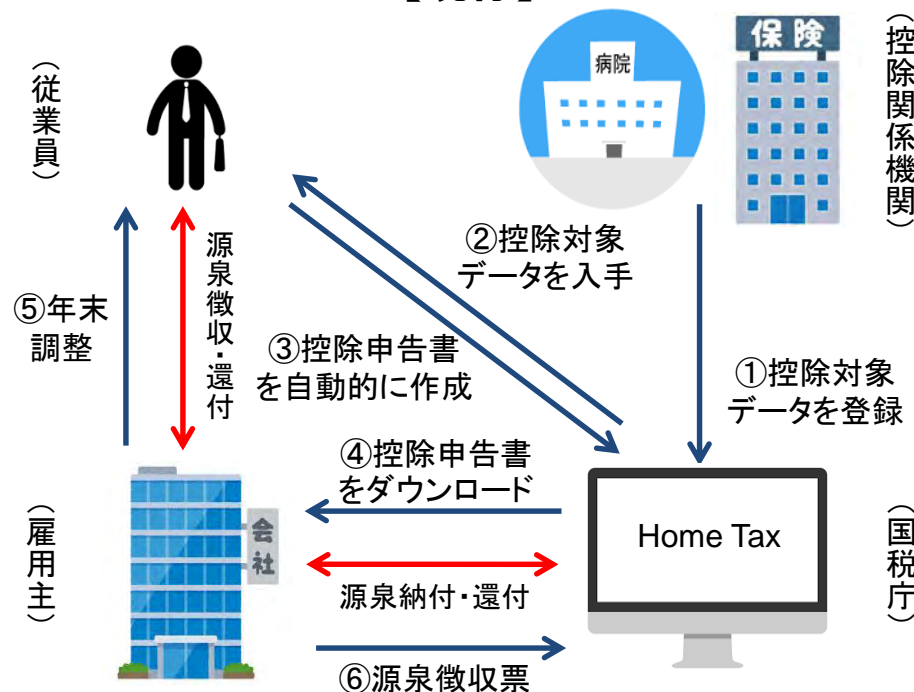 （従業員）
病院
保険
（控除関係機関）
②控除対象
データを入手
源泉徴収・還付
⑤年末
調整
③控除申告書
を自動的に作成
①控除対象
データを登録
④控除申告書
をダウンロード
（雇用主）
会社
Home Tax
（国税庁）
源泉納付・還付
⑥源泉徴収票